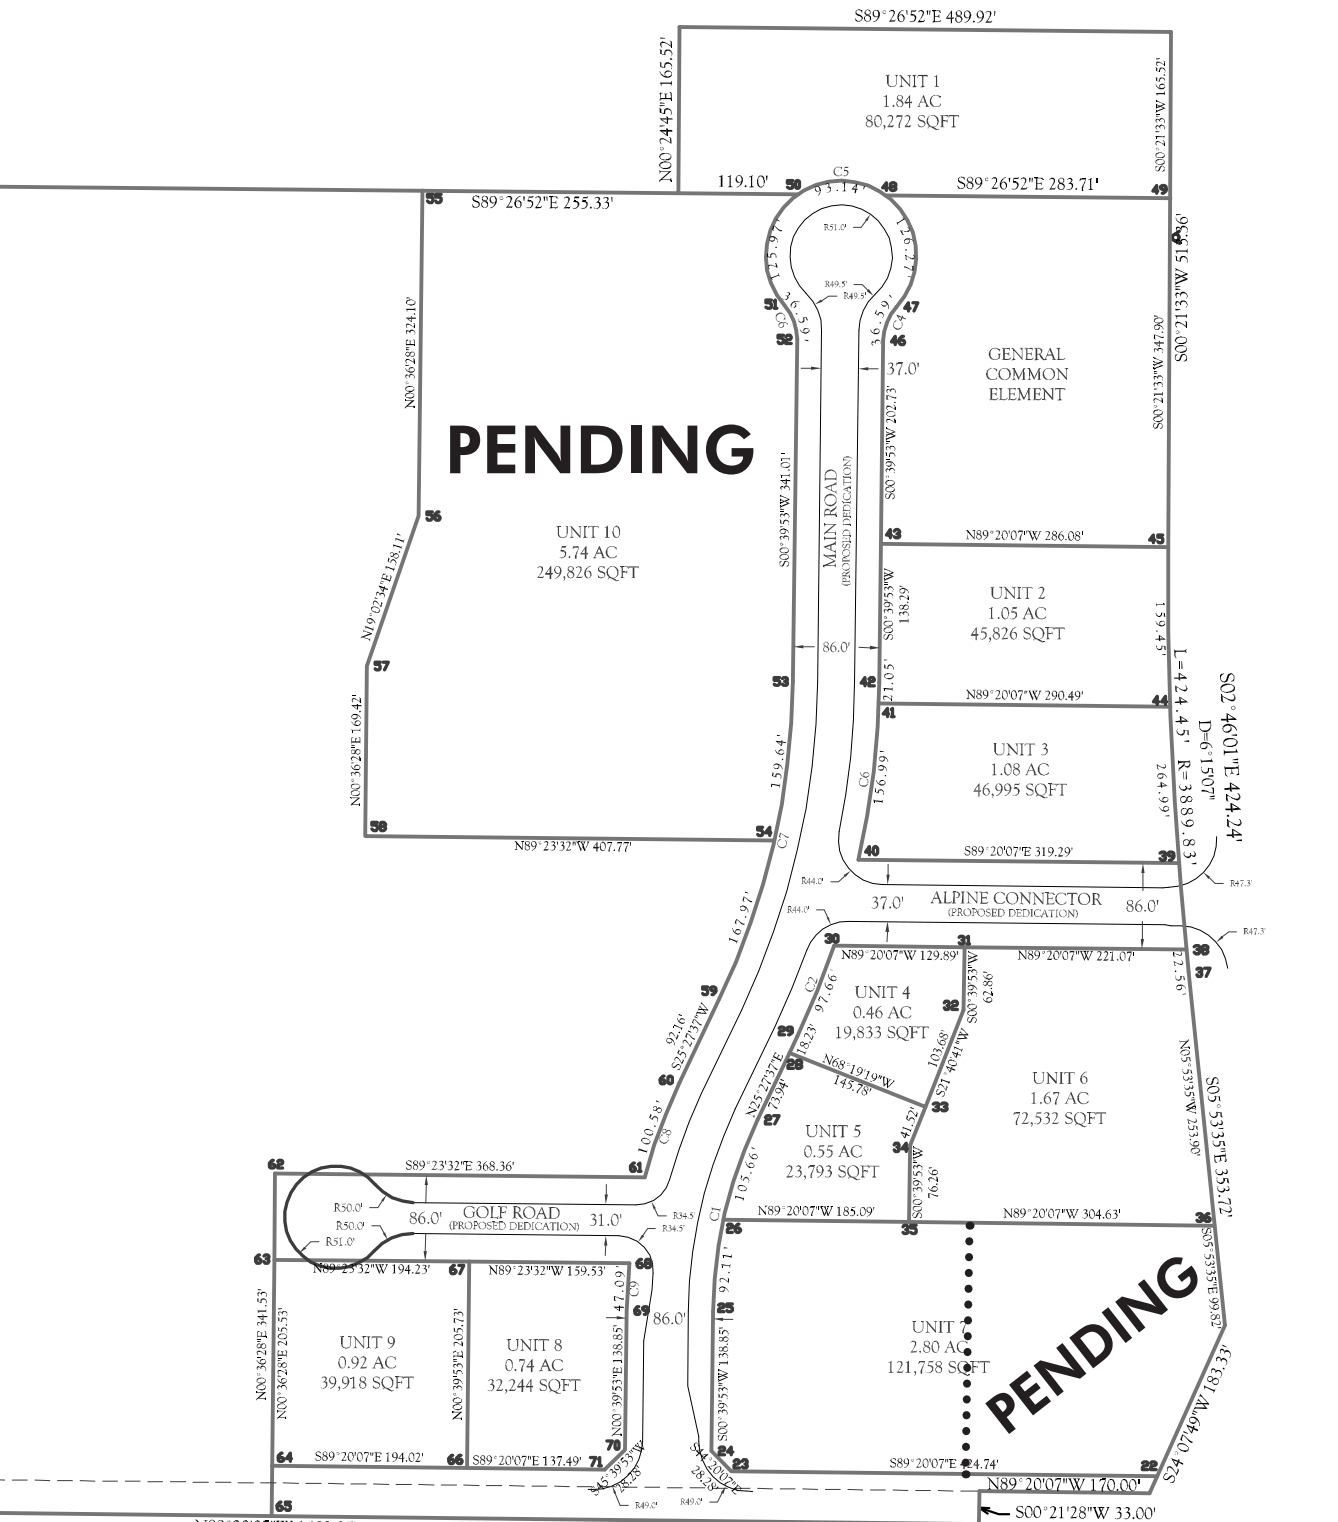 S89°26'52"E 489.92'
N00°24'45"E 165.52'
UNIT 1
1.84 AC
80,272 SQFT
S00°21'33"W 165.52'
119.10'
50
C5
93.14'
48
S89°26'52"E 283.71'
49
55
S89°26'52"E 255.33'
R51.0'
125.97'
126.27'
S00°21'33"W 515.36'
R49.5'
R49.5'
51
36.59'
C6
52
47
36.59'
C4
46
37.0'
N00°36'28"E 324.10'
GENERAL
COMMON
ELEMENT
S00°21'33"W 347.90'
PENDING
S00°39'53"W 341.01'
MAIN ROAD
(PROPOSED DEDICATION)
S00°39'53"W 202.73'
56
UNIT 10
5.74 AC
249,826 SQFT
43
N89°20'07"W 286.08'
45
N19°02'34"E 158.11'
S00°39'53"W
138.29'
UNIT 2
1.05 AC
45,826 SQFT
159.45'
57
86.0'
53
42
21.05'
N89°20'07"W 290.49'
44
41
L=424.45' R=3889.83'
D=6°15'07"
S02°46'01"E 424.24'
N00°36'28"E 169.42'
159.64'
C6
156.99'
UNIT 3
1.08 AC
46,995 SQFT
264.99'
58
54
C7
N89°23'32"W 407.77'
40
S89°20'07"E 319.29'
39
R44.0'
R47.3'
37.0'
ALPINE CONNECTOR
(PROPOSED DEDICATION)
86.0'
R44.0'
R47.3'
167.97'
30
31
38
N89°20'07"W 129.89'
N89°20'07"W 221.07'
22.56'
37
59
C2
97.66'
UNIT 4
0.46 AC
19,833 SQFT
32
S00°39'53"W
62.86'
92.16'
S25°27'37"W
29
18.23'
28
N68°19'19"W
145.78'
103.68'
S21°40'41"W
N05°53'35"W 253.90'
S05°53'35"E 353.72'
60
N25°27'37"E
73.94'
27
33
UNIT 6
1.67 AC
72,532 SQFT
100.58'
C8
UNIT 5
0.55 AC
23,793 SQFT
41.52'
34
S00°39'53"W
76.26'
62
S89°23'32"E 368.36'
61
105.66'
C1
R50.0'
R50.0'
R51.0'
86.0'
GOLF ROAD
(PROPOSED DEDICATION)
31.0'
R34.5'
R34.5'
26
N89°20'07"W 185.09'
35
N89°20'07"W 304.63'
36
63
N89°23'32"W 194.23'
67
N89°23'32"W 159.53'
68
47.09'
C9
69
92.11'
25
86.0'
S05°53'35"E 99.82'
PENDING
N00°36'28"E 341.53'
N00°36'28"E 205.53'
UNIT 9
0.92 AC
39,918 SQFT
N00°39'53"E 205.73'
UNIT 8
0.74 AC
32,244 SQFT
N00°39'53"E 138.85'
S00°39'53"W 138.85'
UNIT 7
2.80 AC
121,758 SQFT
S24°07'49"W 183.33'
64
S89°20'07"E 194.02'
66
S89°20'07"E 137.49'
71
70
S45°39'53"W
28.28'
24
23
S44°20'07"E
28.28'
S89°20'07"E 424.74'
22
N89°20'07"W 170.00'
65
R49.0'
R49.0'
S00°21'28"W 33.00'